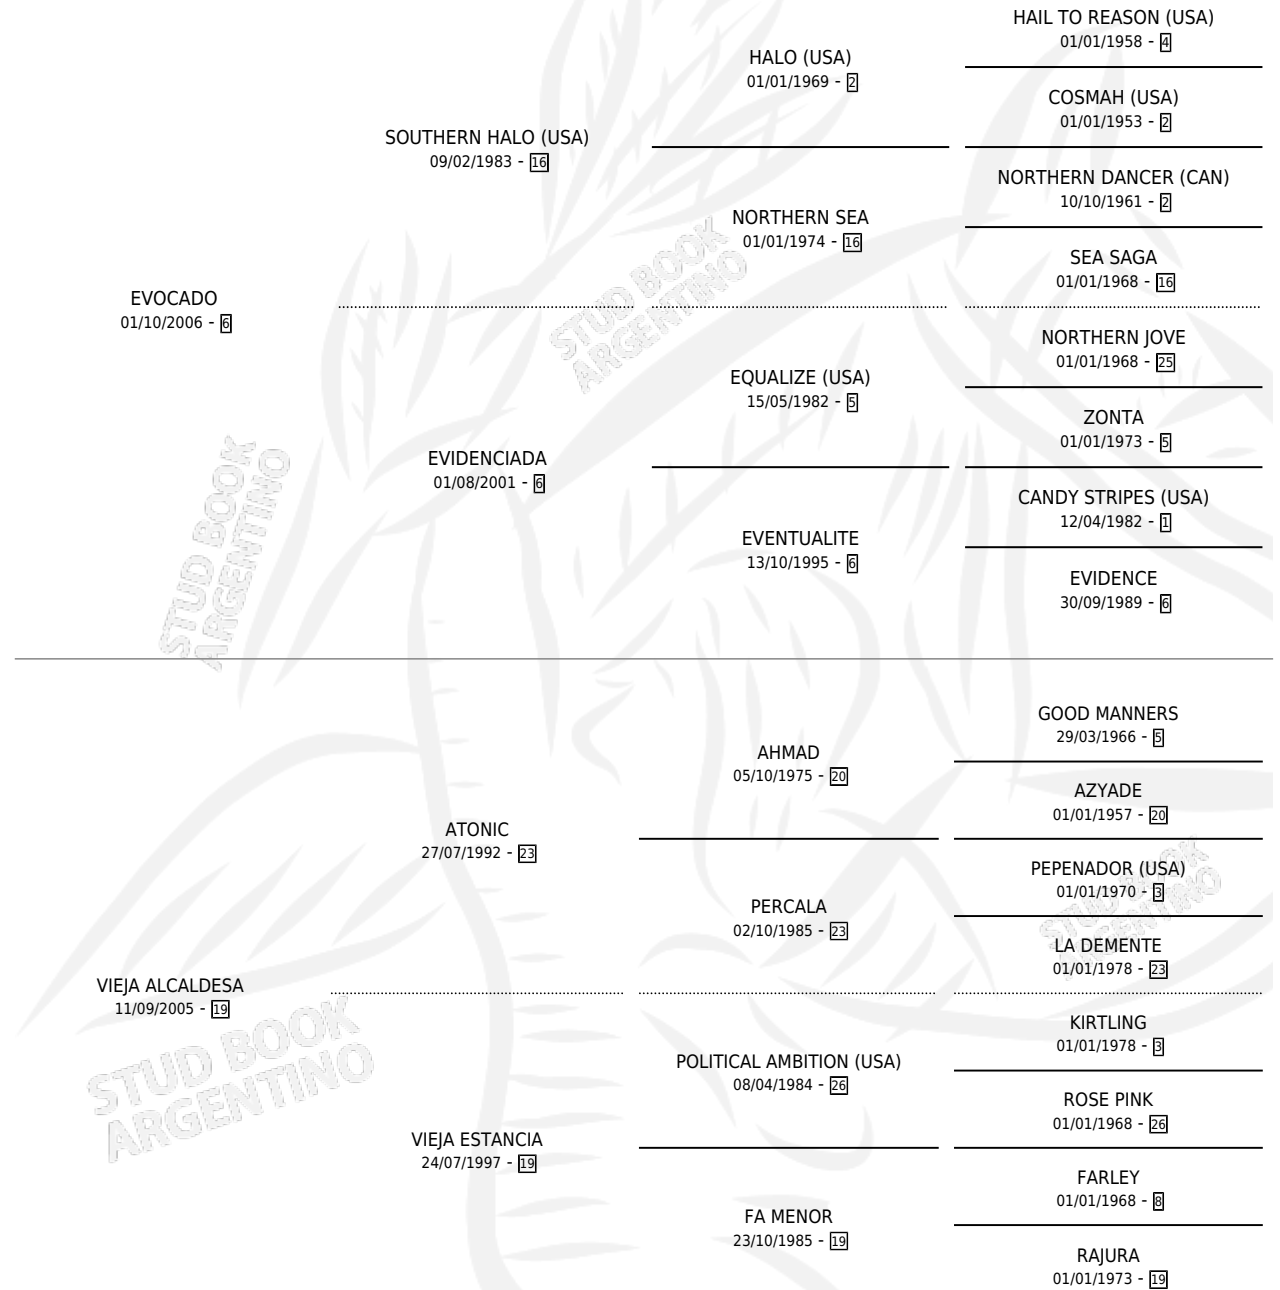 HAIL TO REASON (USA)
01/01/1958 - 4
HALO (USA)
01/01/1969 - 2
COSMAH (USA)
01/01/1953 - 2
SOUTHERN HALO (USA)
09/02/1983 - 16
NORTHERN DANCER (CAN)
10/10/1961 - 2
NORTHERN SEA
01/01/1974 - 16
SEA SAGA
01/01/1968 - 16
STUD BOOK
ARGENTINO
EVOCADO
01/10/2006 - 6
NORTHERN JOVE
01/01/1968 - 25
EQUALIZE (USA)
15/05/1982 - 5
ZONTA
01/01/1973 - 5
EVIDENCIADA
01/08/2001 - 6
CANDY STRIPES (USA)
12/04/1982 - 1
EVENTUALITE
13/10/1995 - 6
EVIDENCE
30/09/1989 - 6
STUD BOOK
ARGENTINO
GOOD MANNERS
29/03/1966 - 5
AHMAD
05/10/1975 - 20
AZYADE
01/01/1957 - 20
ATONIC
27/07/1992 - 23
PEPENADOR (USA)
01/01/1970 - 3
PERCALA
02/10/1985 - 23
LA DEMENTE
01/01/1978 - 23
STUD BOOK
ARGENTINO
VIEJA ALCALDESA
11/09/2005 - 19
KIRTLING
01/01/1978 - 3
POLITICAL AMBITION (USA)
08/04/1984 - 26
ROSE PINK
01/01/1968 - 26
STUD BOOK
ARGENTINO
VIEJA ESTANCIA
24/07/1997 - 19
FARLEY
01/01/1968 - 8
FA MENOR
23/10/1985 - 19
RAJURA
01/01/1973 - 19